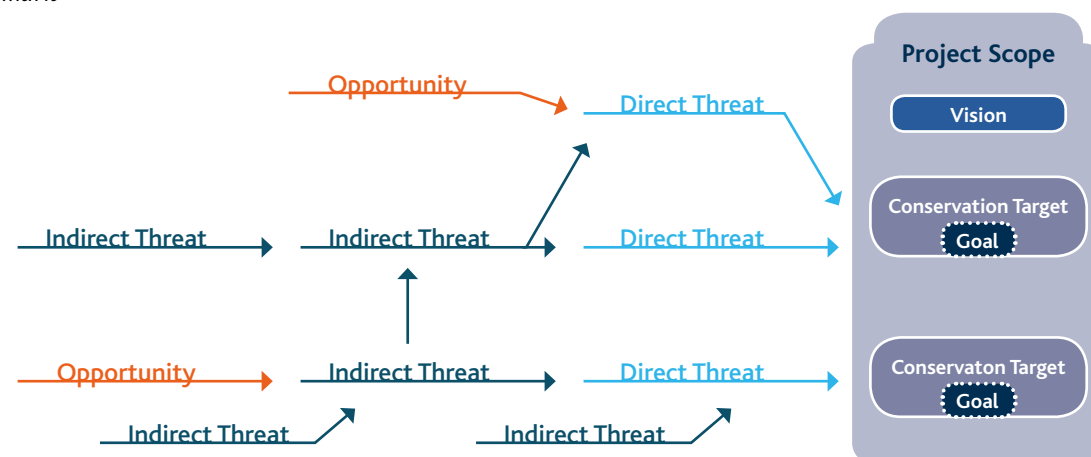 Project Scope
Opportunity
Direct Threat
Vision
Conservation Target
Goal
Indirect Threat
Indirect Threat
Direct Threat
Opportunity
Indirect Threat
Direct Threat
Conservaton Target
Goal
Indirect Threat
Indirect Threat